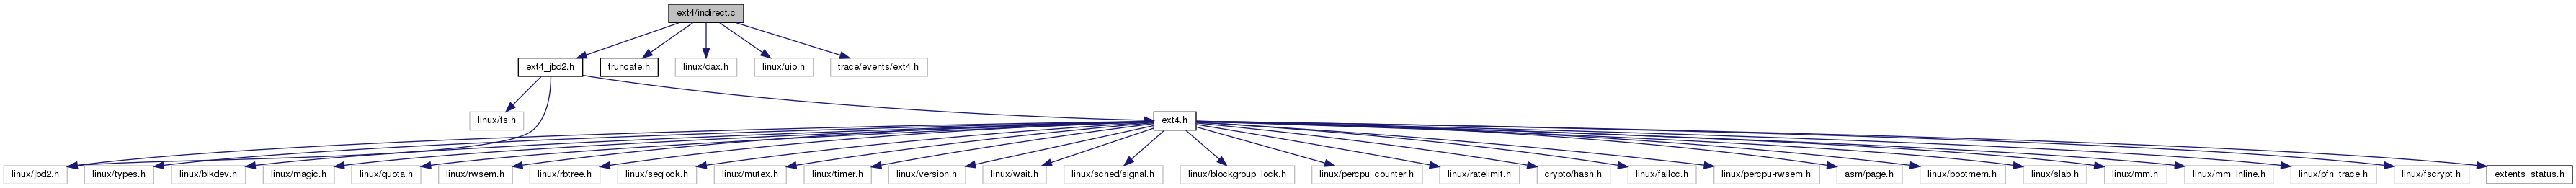 ext4/indirect.c
ext4_jbd2.h
truncate.h
linux/dax.h
linux/uio.h
trace/events/ext4.h
linux/fs.h
ext4.h
linux/jbd2.h
linux/types.h
linux/blkdev.h
linux/magic.h
linux/quota.h
linux/rwsem.h
linux/rbtree.h
linux/seqlock.h
linux/mutex.h
linux/timer.h
linux/version.h
linux/wait.h
linux/sched/signal.h
linux/blockgroup_lock.h
linux/percpu_counter.h
linux/ratelimit.h
crypto/hash.h
linux/falloc.h
linux/percpu-rwsem.h
asm/page.h
linux/bootmem.h
linux/slab.h
linux/mm.h
linux/mm_inline.h
linux/pfn_trace.h
linux/fscrypt.h
extents_status.h